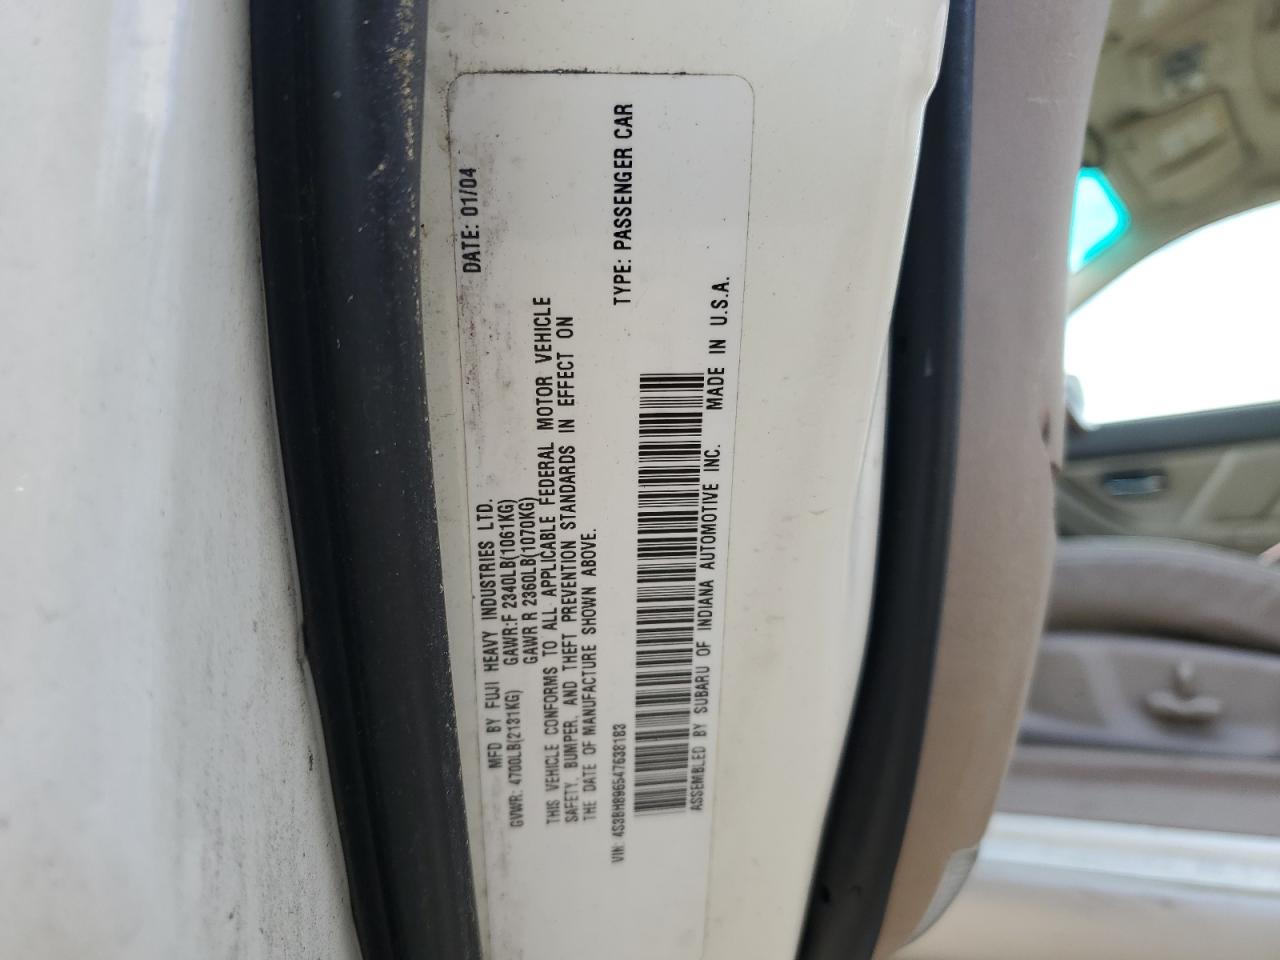 MFD BY FUJI HEAVY INDUSTRIES LTD. DATE: 01/04
GVWR: 4700LB(2131KG) GAWR:F 2340LB(1061KG)
GAWR R 2360LB(1070KG)
THIS VEHICLE CONFORMS TO ALL APPLICABLE FEDERAL MOTOR VEHICLE
SAFETY, BUMPER, AND THEFT PREVENTION STANDARDS IN EFFECT ON
THE DATE OF MANUFACTURE SHOWN ABOVE.
VIN: 4S3BH896547638183 TYPE: PASSENGER CAR
ASSEMBLED BY SUBARU OF INDIANA AUTOMOTIVE INC. MADE IN U.S.A.